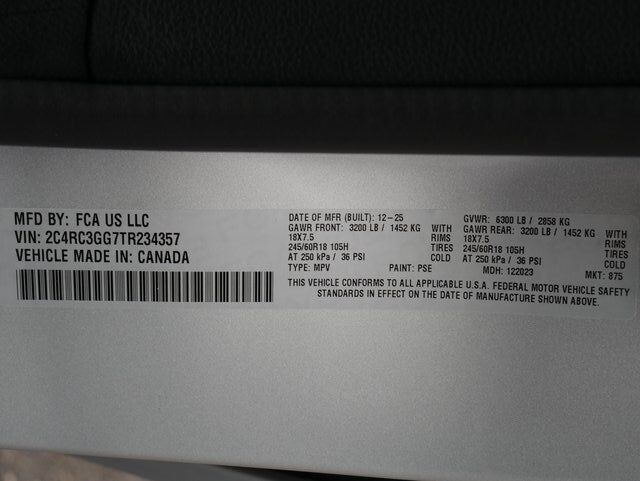 MFD BY: FCA US LLC
VIN: 2C4RC3GG7TR234357
VEHICLE MADE IN: CANADA
DATE OF MFR (BUILT): 12-25
GAWR FRONT: 3200 LB / 1452 KG WITH
18X7.5 RIMS
245/60R18 105H TIRES
AT 250 kPa / 36 PSI COLD
TYPE: MPV PAINT: PSE
GVWR: 6300 LB / 2858 KG
GAWR REAR: 3200 LB / 1452 KG WITH
18X7.5 RIMS
245/60R18 105H TIRES
AT 250 kPa / 36 PSI COLD
MDH: 122023 MKT: 875
THIS VEHICLE CONFORMS TO ALL APPLICABLE U.S.A. FEDERAL MOTOR VEHICLE SAFETY
STANDARDS IN EFFECT ON THE DATE OF MANUFACTURE SHOWN ABOVE.